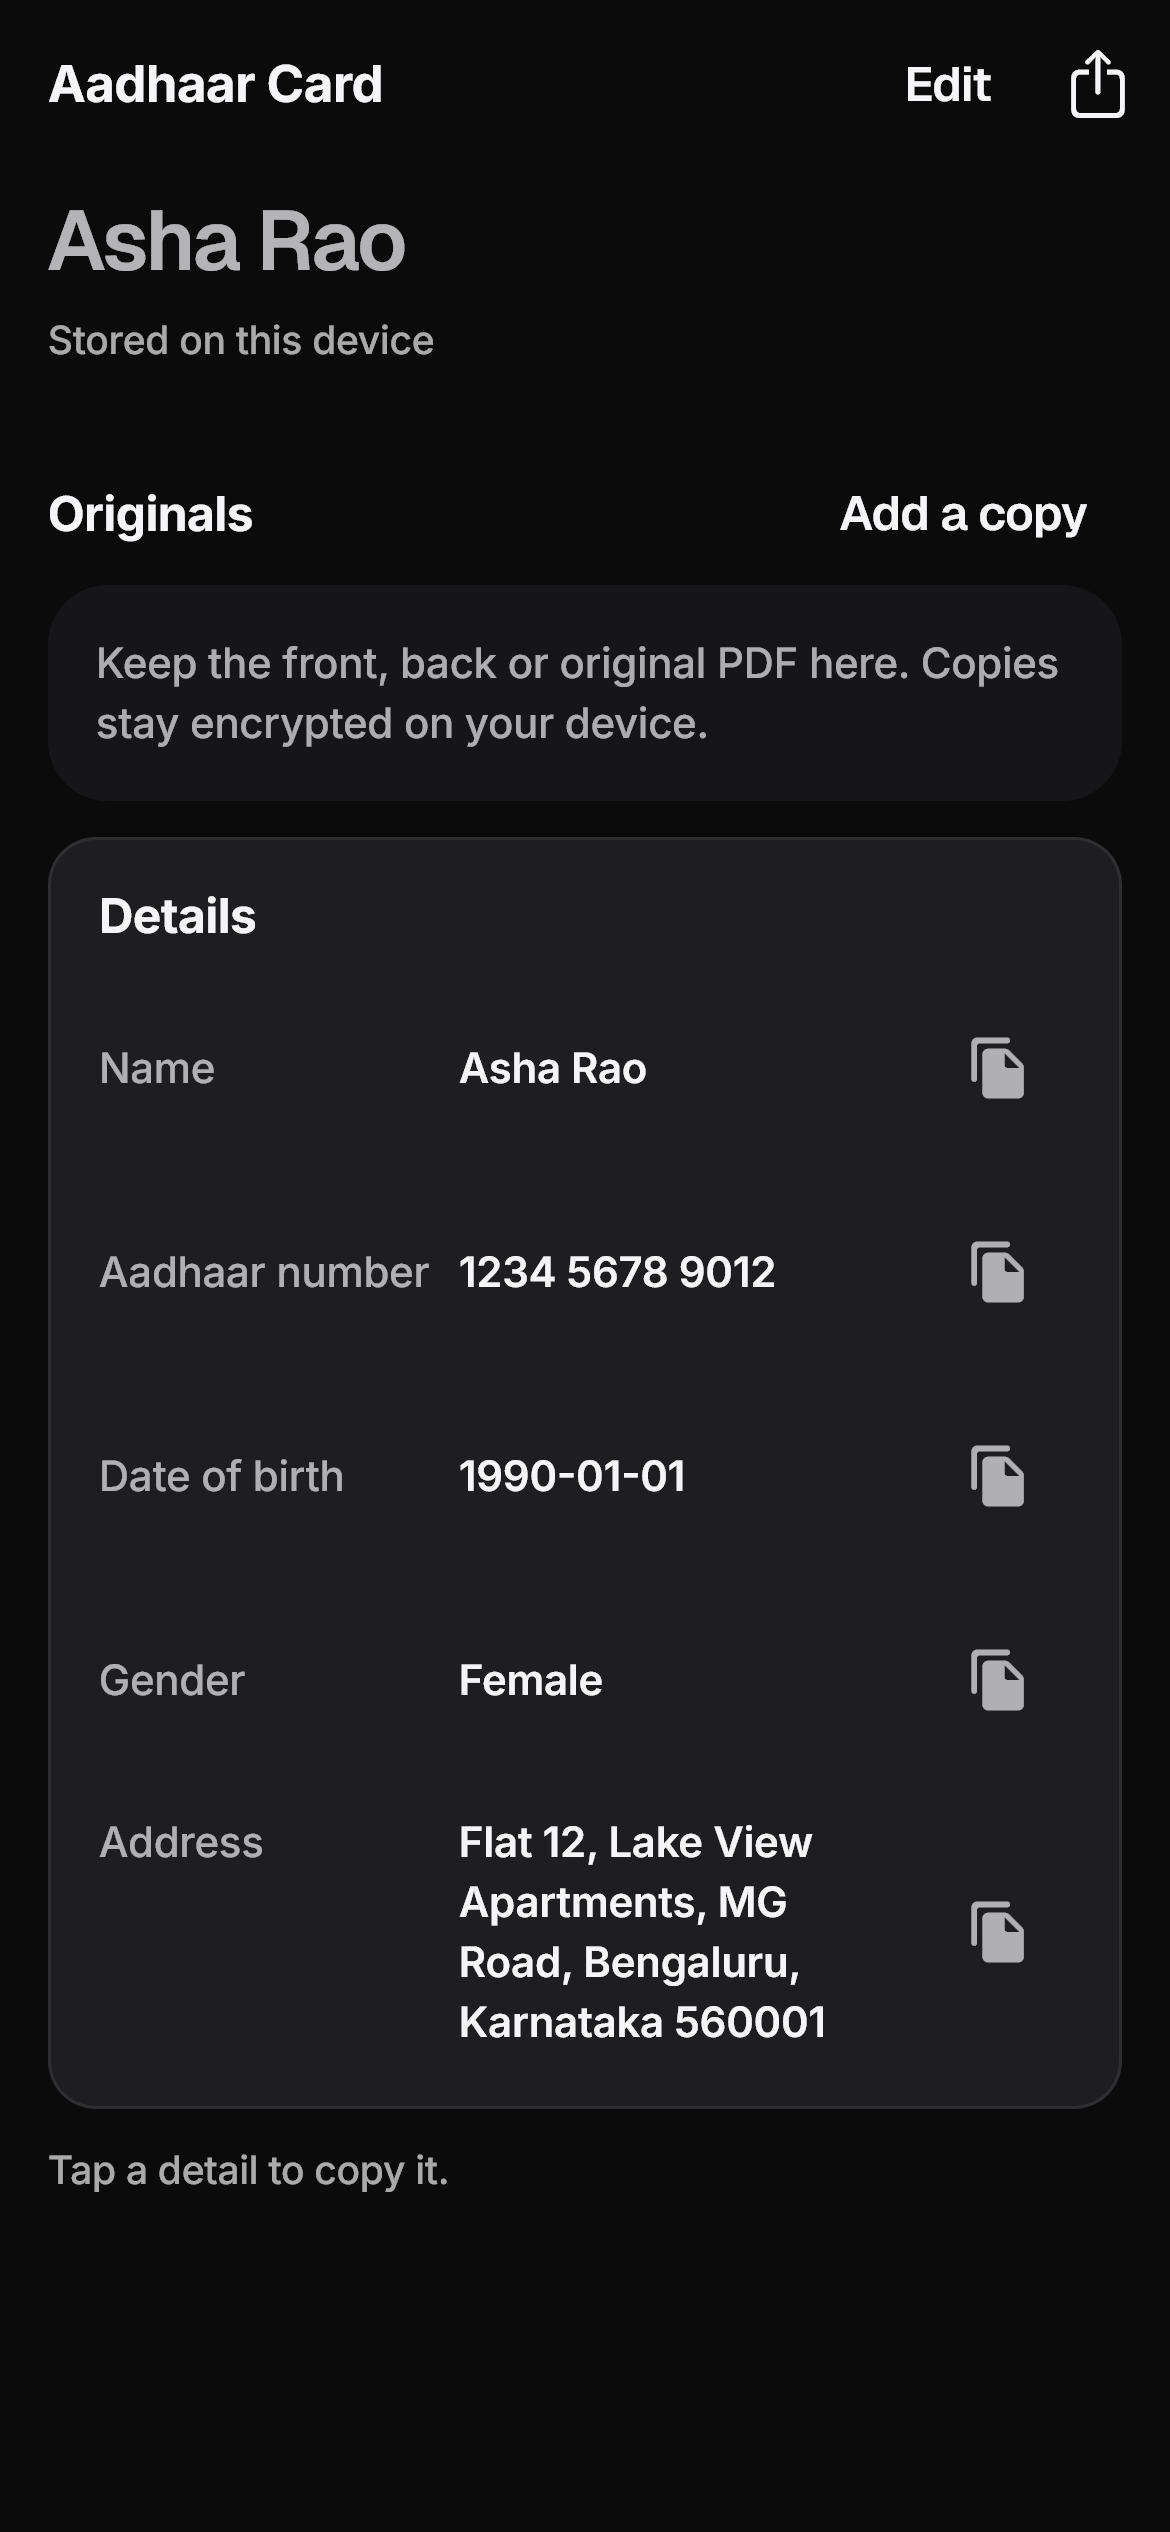 Aadhaar Card
Edit
Asha Rao
Stored on this device
Originals
Add a copy
Keep the front, back or original PDF here. Copies
stay encrypted on your device.
Details
Name
Asha Rao
Aadhaar number
1234 5678 9012
Date of birth
1990-01-01
Gender
Female
Address
Flat 12, Lake View
Apartments, MG
Road, Bengaluru,
Karnataka 560001
Tap a detail to copy it.